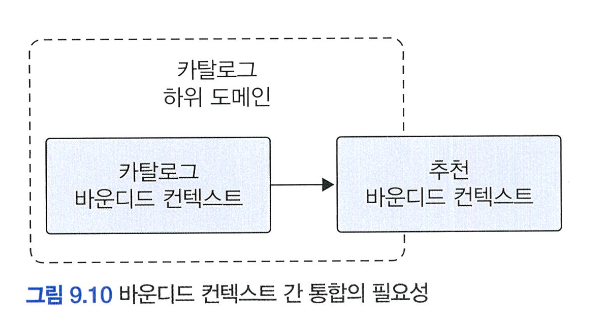 카탈로그
하위 도메인
카탈로그
바운디드 컨텍스트
추천
바운디드 컨텍스트
그림 9.10 바운디드 컨텍스트 간 통합의 필요성